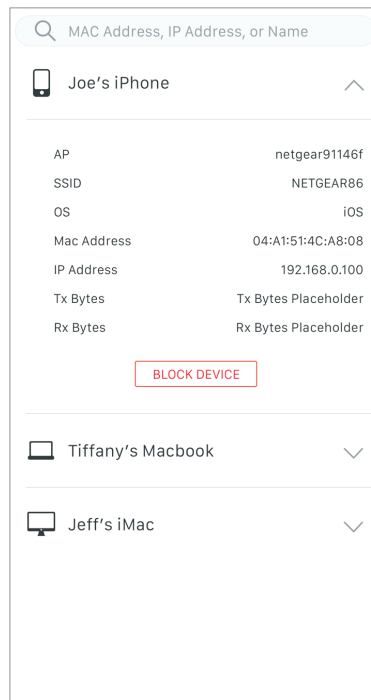 MAC Address, IP Address, or Name
Joe's iPhone
AP netgear91146f
SSID NETGEAR86
OS iOS
Mac Address 04:A1:51:4C:A8:08
IP Address 192.168.0.100
Tx Bytes Tx Bytes Placeholder
Rx Bytes Rx Bytes Placeholder
BLOCK DEVICE
Tiffany's Macbook
Jeff's iMac